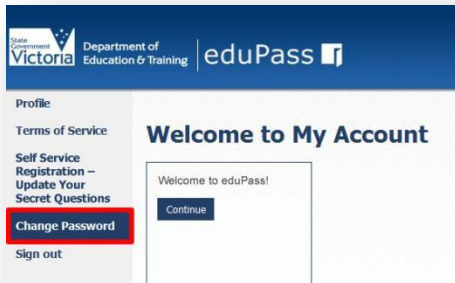 State
Government
Victoria
Department of
Education & Training
eduPass
Profile
Terms of Service
Self Service
Registration –
Update Your
Secret Questions
Change Password
Sign out
Welcome to My Account
Welcome to eduPass!
Continue